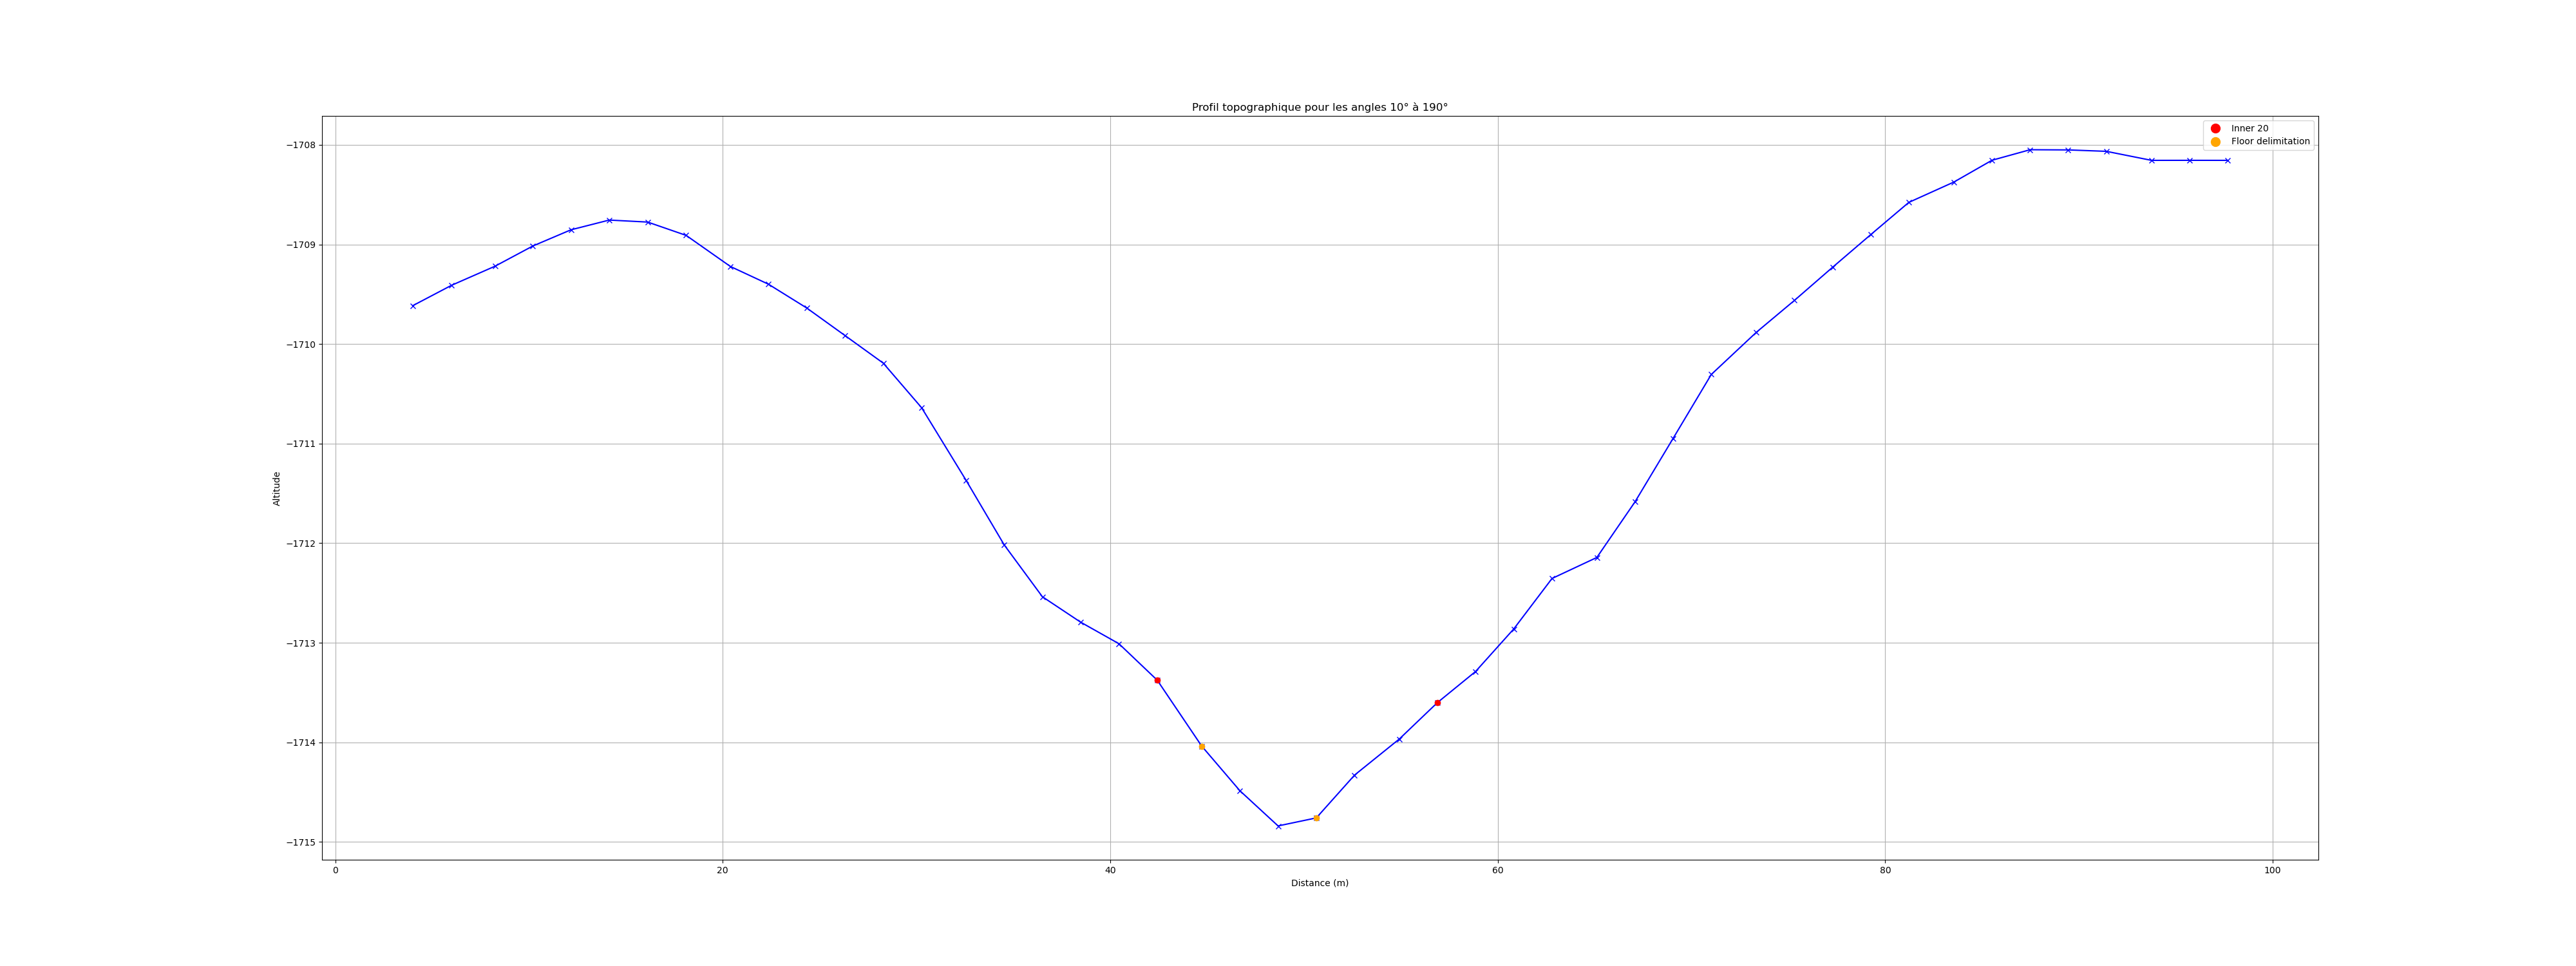 Profil topographique pour les angles 10° à 190°
Inner 20
Floor delimitation
−1708
−1709
−1710
−1711
−1712
−1713
−1714
−1715
Altitude
0 20 40 60 80 100
Distance (m)